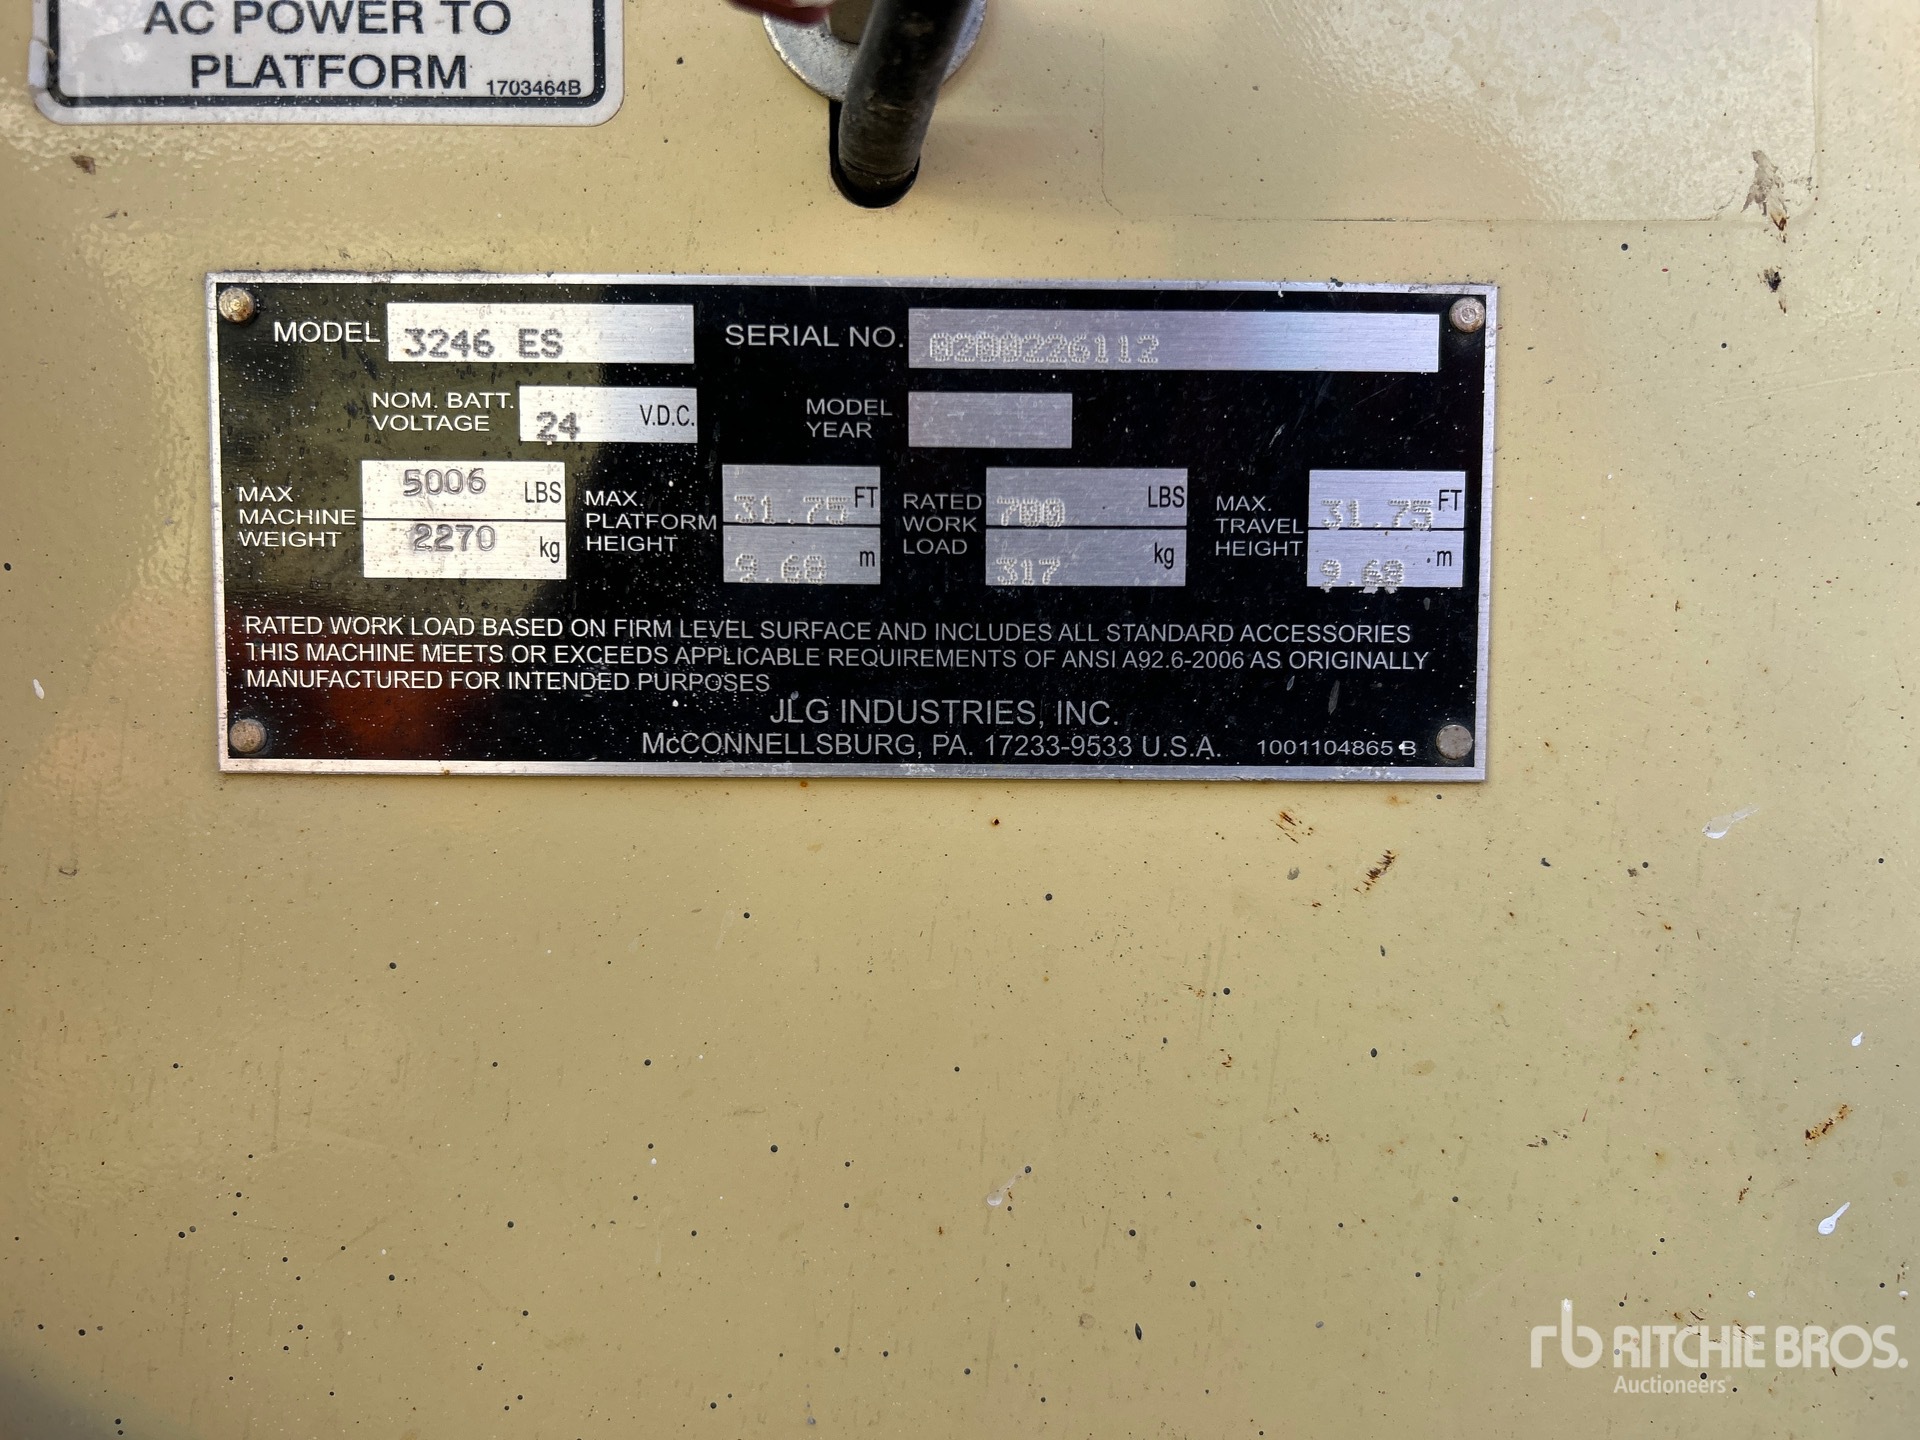 AC POWER TO
PLATFORM 1703464B
MODEL 3246 ES SERIAL NO. 0200226112
NOM. BATT. VOLTAGE 24 V.D.C. MODEL YEAR
MAX MACHINE WEIGHT 5006 LBS 2270 kg MAX. PLATFORM HEIGHT 31.75 FT 9.68 m RATED WORK LOAD 700 LBS 317 kg MAX. TRAVEL HEIGHT 31.75 FT 9.68 m
RATED WORK LOAD BASED ON FIRM LEVEL SURFACE AND INCLUDES ALL STANDARD ACCESSORIES
THIS MACHINE MEETS OR EXCEEDS APPLICABLE REQUIREMENTS OF ANSI A92.6-2006 AS ORIGINALLY
MANUFACTURED FOR INTENDED PURPOSES
JLG INDUSTRIES, INC.
McCONNELLSBURG, PA. 17233-9533 U.S.A. 1001104865 B
rb RITCHIE BROS.
Auctioneers